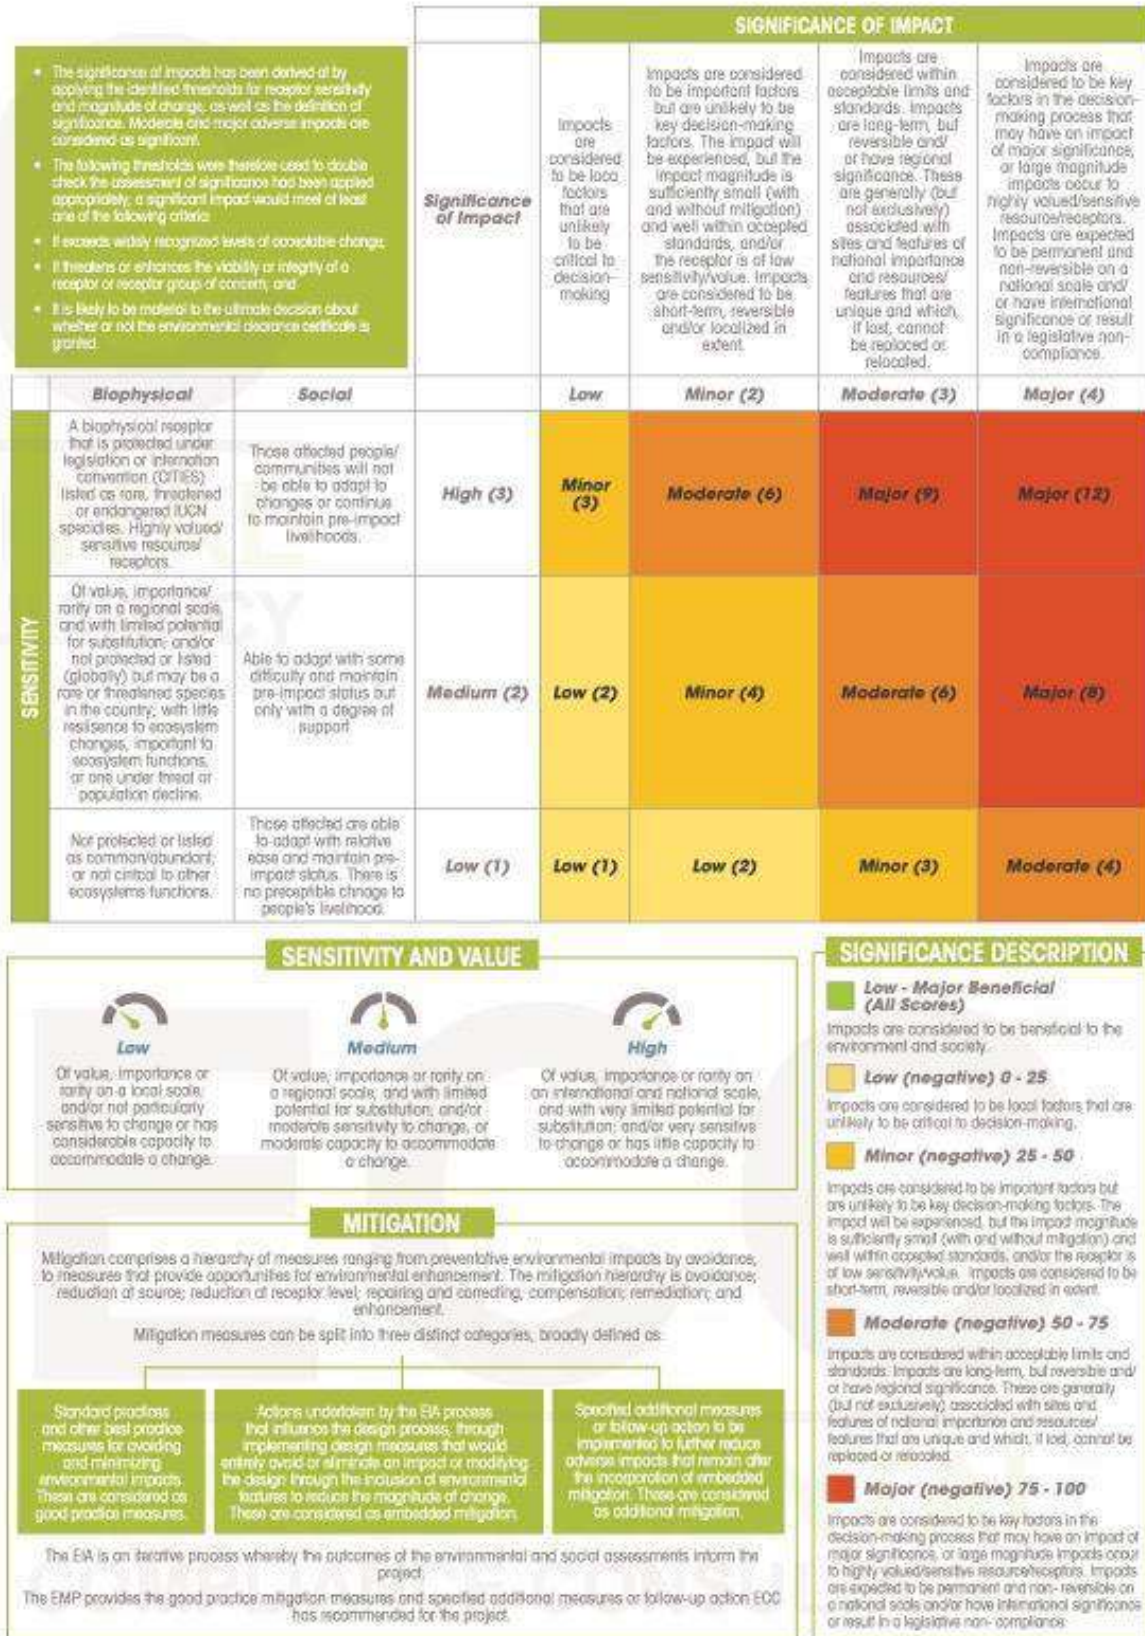 SIGNIFICANCE OF IMPACT
• The significance of impacts has been derived at by
applying the identified thresholds for receptor sensitivity
and magnitude of change, as well as the definition of
significance. Moderate and major adverse impacts are
considered as significant.
• The following thresholds were therefore used to double
check the assessment of significance had been applied
appropriately; a significant impact would meet at least
one of the following criteria:
• It exceeds widely recognized levels of acceptable change;
• It threatens or enhances the viability or integrity of a
receptor or receptor group of concern; and
• It is likely to be material to the ultimate decision about
whether or not the environmental clearance certificate is
granted.
Significance
of Impact
Impacts
are
considered
to be loca
factors
that are
unlikely
to be
critical to
decision-
making
Impacts are considered
to be important factors
but are unlikely to be
key decision-making
factors. The impact will
be experienced, but the
impact magnitude is
sufficiently small (with
and without mitigation)
and well within accepted
standards, and/or
the receptor is of low
sensitivity/value. Impacts
are considered to be
short-term, reversible
and/or localized in
extent.
Impacts are
considered within
acceptable limits and
standards. Impacts
are long-term, but
reversible and/
or have regional
significance. These
are generally (but
not exclusively)
associated with
sites and features of
national importance
and resources/
features that are
unique and which,
if lost, cannot
be replaced or
relocated.
Impacts are
considered to be key
factors in the decision-
making process that
may have an impact
of major significance,
or large magnitude
impacts occur to
highly valued/sensitive
resource/receptors.
Impacts are expected
to be permanent and
non-reversible on a
national scale and/
or have international
significance or result
in a legislative non-
compliance.
Biophysical
Social
Low
Minor (2)
Moderate (3)
Major (4)
SENSITIVITY
A biophysical receptor
that is protected under
legislation or internation
convention (CITIES)
listed as rare, threatened
or endangered IUCN
specidies. Highly valued/
sensitive resource/
receptors.
Those affected people/
communities will not
be able to adapt to
changes or continue
to maintain pre-impact
livelihoods.
High (3)
Minor
(3)
Moderate (6)
Major (9)
Major (12)
Of value, importance/
rarity on a regional scale,
and with limited potential
for substitution; and/or
not protected or listed
(globally) but may be a
rare or threatened species
in the country; with little
resilsence to ecosystem
changes, important to
ecosystem functions,
or one under threat or
population decline.
Able to adapt with some
difficulty and maintain
pre-impact status but
only with a degree of
support
Medium (2)
Low (2)
Minor (4)
Moderate (6)
Major (8)
Not protected or listed
as common/abundant;
or not critcal to other
ecosystems functions.
Those affected are able
to adapt with relative
ease and maintain pre-
impact status. There is
no preceptible chnage to
people's livelihood.
Low (1)
Low (1)
Low (2)
Minor (3)
Moderate (4)
SENSITIVITY AND VALUE
Low
Of value, importance or
rarity on a local scale;
and/or not particularly
sensitive to change or has
considerable capacity to
accommodate a change.
Medium
Of value, importance or rarity on
a regional scale, and with limited
potential for substitution; and/or
moderate sensitivity to change, or
moderate capacity to accommodate
a change.
High
Of value, importance or rarity on
an international and national scale,
and with very limited potential for
substitution; and/or very sensitive
to change or has little capacity to
accommodate a change.
MITIGATION
Mitigation comprises a hierarchy of measures ranging from preventative environmental impacts by avoidance,
to measures that provide opportunities for environmental enhancement. The mitigation hierarchy is avoidance;
reduction at source; reduction at receptor level; repairing and correcting; compensation; remediation; and
enhancement.
Mitigation measures can be split into three distinct categories, broadly defined as:
Standard practices
and other best practice
measures for avoiding
and minimizing
environmental impacts.
These are considered as
good practice measures.
Actions undertaken by the EIA process
that influence the design process, through
implementing design measures that would
entirely avoid or eliminate an impact or modifying
the design through the inclusion of environmental
features to reduce the magnitude of change.
These are considered as embedded mitigation.
Specified additional measures
or follow-up action to be
implemented to further reduce
adverse impacts that remain after
the incorporation of embedded
mitigation. These are considered
as additional mitigation.
The EIA is an iterative process whereby the outcomes of the environmental and social assessments inform the
project.
The EMP provides the good practice mitigation measures and specified additional measures or follow-up action ECC
has recommended for the project.
SIGNIFICANCE DESCRIPTION
Low - Major Beneficial
(All Scores)
Impacts are considered to be beneficial to the
environment and society.
Low (negative) 0 - 25
Impacts are considered to be local factors that are
unlikely to be critical to decision-making.
Minor (negative) 25 - 50
Impacts are considered to be important factors but
are unlikely to be key decision-making factors. The
impact will be experienced, but the impact magnitude
is sufficiently small (with and without mitigation) and
well within accepted standards, and/or the receptor is
of low sensitivity/value. Impacts are considered to be
short-term, reversible and/or localized in extent.
Moderate (negative) 50 - 75
Impacts are considered within acceptable limits and
standards. Impacts are long-term, but reversible and/
or have regional significance. These are generally
(but not exclusively) associated with sites and
features of national importance and resources/
features that are unique and which, if lost, cannot be
replaced or relocated.
Major (negative) 75 - 100
Impacts are considered to be key factors in the
decision-making process that may have an impact of
major significance, or large magnitude impacts occur
to highly valued/sensitive resource/receptors. Impacts
are expected to be permanent and non- reversible on
a national scale and/or have international significance
or result in a legislative non- compliance.